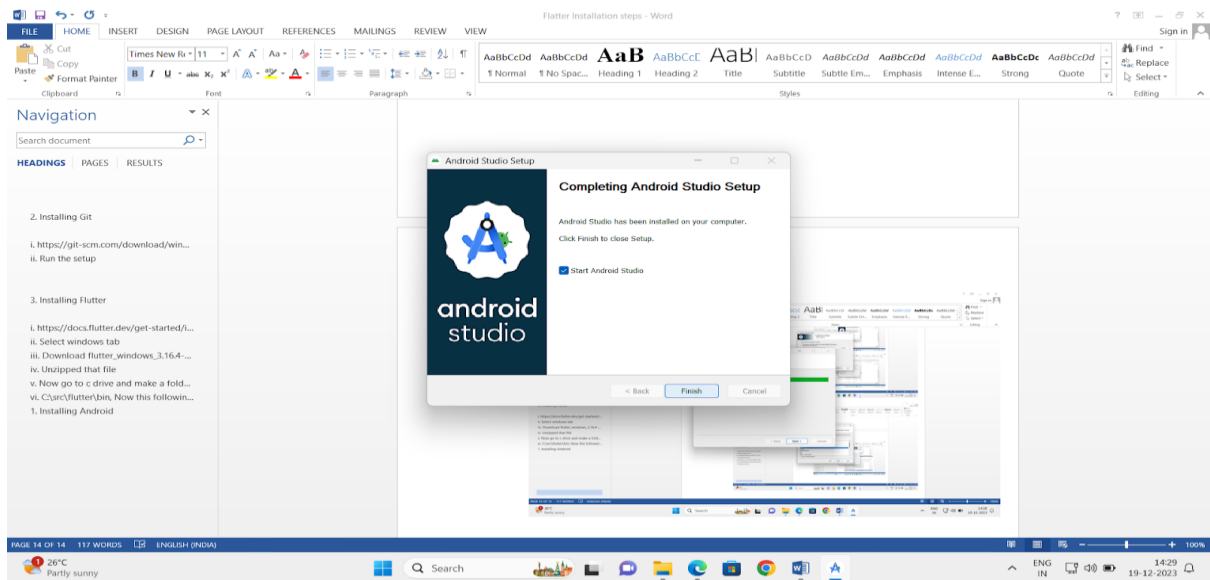 Flatter Installation steps - Word
FILE HOME INSERT DESIGN PAGE LAYOUT REFERENCES MAILINGS REVIEW VIEW Sign in
Paste Cut Copy Format Painter
Times New Ro 11
AaBbCcDd AaBbCcDd AaB AaBbCcC AaB AaBbCcD AaBbCcDd AaBbCcDd AaBbCcDd AaBbCcDc AaBbCcDd
¶ Normal ¶ No Spac... Heading 1 Heading 2 Title Subtitle Subtle Em... Emphasis Intense E... Strong Quote
Find Replace Select
Clipboard Font Paragraph Styles Editing
Navigation
Search document
HEADINGS PAGES RESULTS
2. Installing Git
i. https://git-scm.com/download/win...
ii. Run the setup
3. Installing Flutter
i. https://docs.flutter.dev/get-started/i...
ii. Select windows tab
iii. Download flutter_windows_3.16.4-...
iv. Unzipped that file
v. Now go to c drive and make a fold...
vi. C:\src\flutter\bin, Now this followin...
1. Installing Android
Android Studio Setup
Completing Android Studio Setup
Android Studio has been installed on your computer.
Click Finish to close Setup.
Start Android Studio
android
studio
< Back Finish Cancel
PAGE 14 OF 14 117 WORDS ENGLISH (INDIA) 100%
26°C
Partly sunny
1
Search
ENG
IN
14:29
19-12-2023